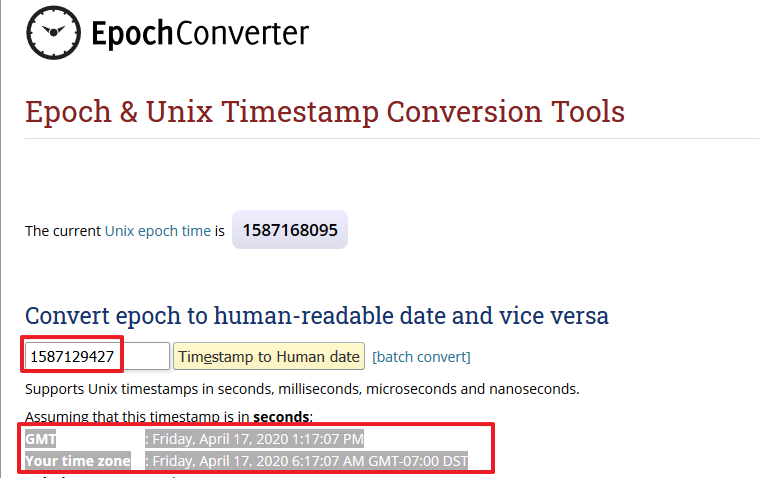 EpochConverter
Epoch & Unix Timestamp Conversion Tools
The current Unix epoch time is 1587168095
Convert epoch to human-readable date and vice versa
1587129427 Timestamp to Human date [batch convert]
Supports Unix timestamps in seconds, milliseconds, microseconds and nanoseconds.
Assuming that this timestamp is in seconds:
GMT : Friday, April 17, 2020 1:17:07 PM
Your time zone : Friday, April 17, 2020 6:17:07 AM GMT-07:00 DST